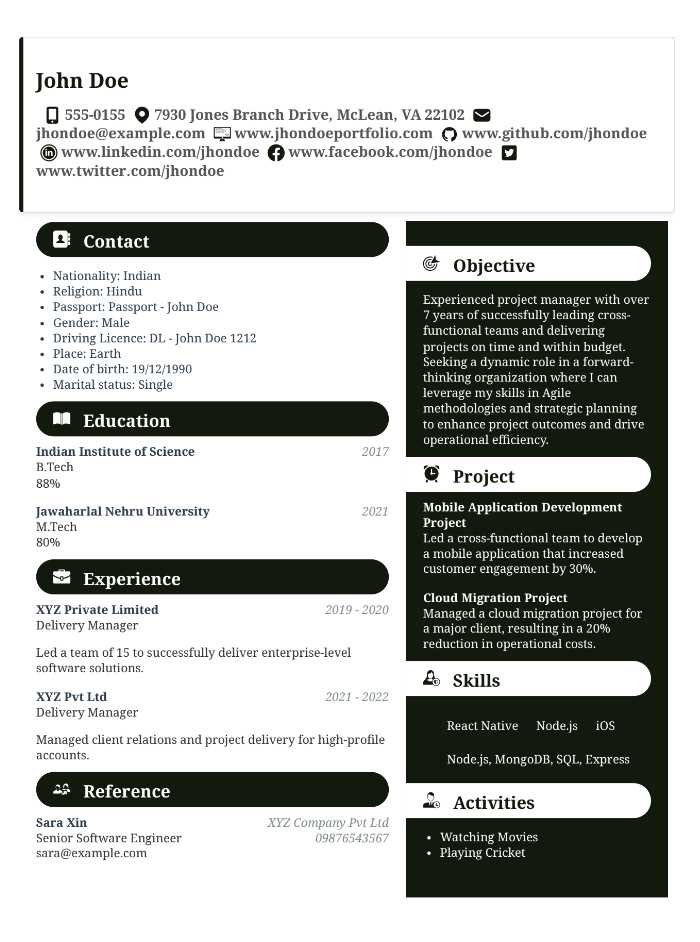 John Doe
555-0155 7930 Jones Branch Drive, McLean, VA 22102
jhondoe@example.com www.jhondoeportfolio.com www.github.com/jhondoe
www.linkedin.com/jhondoe www.facebook.com/jhondoe
www.twitter.com/jhondoe
Contact
• Nationality: Indian
• Religion: Hindu
• Passport: Passport - John Doe
• Gender: Male
• Driving Licence: DL - John Doe 1212
• Place: Earth
• Date of birth: 19/12/1990
• Marital status: Single
Education
Indian Institute of Science 2017
B.Tech
88%
Jawaharlal Nehru University 2021
M.Tech
80%
Experience
XYZ Private Limited 2019 - 2020
Delivery Manager
Led a team of 15 to successfully deliver enterprise-level
software solutions.
XYZ Pvt Ltd 2021 - 2022
Delivery Manager
Managed client relations and project delivery for high-profile
accounts.
Reference
Sara Xin XYZ Company Pvt Ltd
Senior Software Engineer 09876543567
sara@example.com
Objective
Experienced project manager with over
7 years of successfully leading cross-
functional teams and delivering
projects on time and within budget.
Seeking a dynamic role in a forward-
thinking organization where I can
leverage my skills in Agile
methodologies and strategic planning
to enhance project outcomes and drive
operational efficiency.
Project
Mobile Application Development
Project
Led a cross-functional team to develop
a mobile application that increased
customer engagement by 30%.
Cloud Migration Project
Managed a cloud migration project for
a major client, resulting in a 20%
reduction in operational costs.
Skills
React Native Node.js iOS
Node.js, MongoDB, SQL, Express
Activities
• Watching Movies
• Playing Cricket